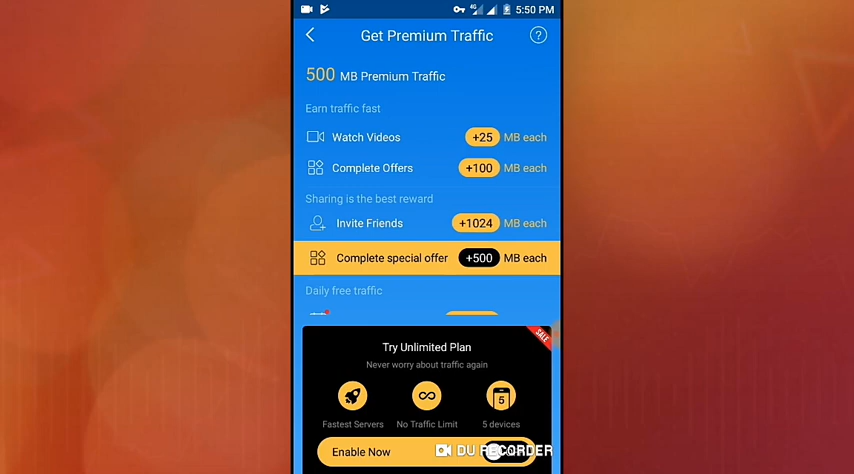 4G 5:50 PM
Get Premium Traffic ?
500 MB Premium Traffic
Earn traffic fast
Watch Videos +25 MB each
Complete Offers +100 MB each
Sharing is the best reward
Invite Friends +1024 MB each
Complete special offer +500 MB each
Daily free traffic
SALE
Try Unlimited Plan
Never worry about traffic again
5
Fastest Servers No Traffic Limit 5 devices
Enable Now DU RECORDER